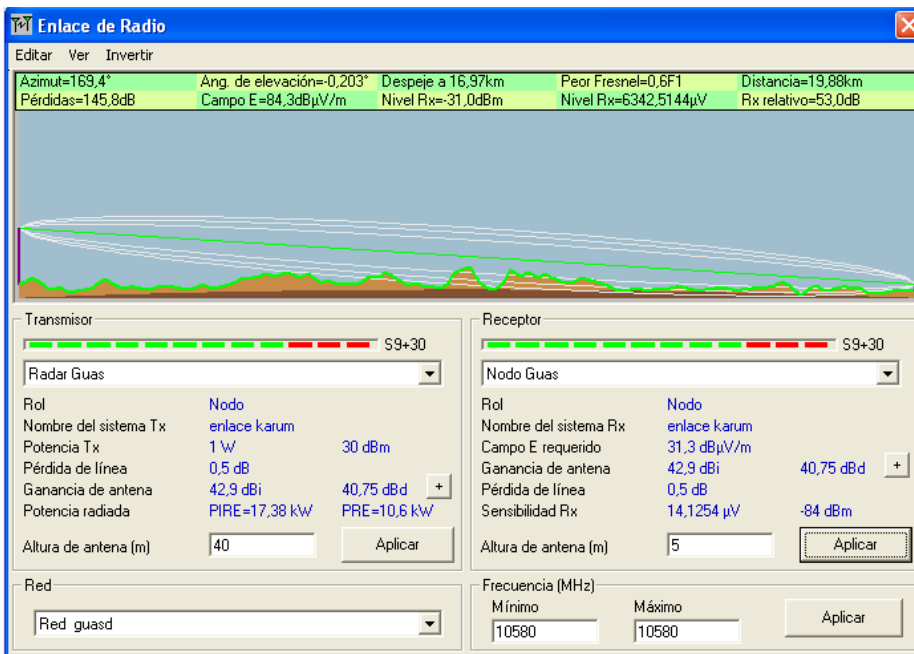 Enlace de Radio
Editar Ver Invertir
Azimut=169,4° Ang. de elevación=-0,203° Despeje a 16,97km Peor Fresnel=0,6F1 Distancia=19,88km
Pérdidas=145,8dB Campo E=84,3dBµV/m Nivel Rx=-31,0dBm Nivel Rx=6342,5144µV Rx relativo=53,0dB
Transmisor
S9+30
Radar Guas
Rol Nodo
Nombre del sistema Tx enlace karum
Potencia Tx 1 W 30 dBm
Pérdida de línea 0,5 dB
Ganancia de antena 42,9 dBi 40,75 dBd +
Potencia radiada PIRE=17,38 kW PRE=10,6 kW
Altura de antena (m) 40 Aplicar
Receptor
S9+30
Nodo Guas
Rol Nodo
Nombre del sistema Rx enlace karum
Campo E requerido 31,3 dBµV/m
Ganancia de antena 42,9 dBi 40,75 dBd +
Pérdida de línea 0,5 dB
Sensibilidad Rx 14,1254 µV -84 dBm
Altura de antena (m) 5 Aplicar
Red
Red guasd
Frecuencia (MHz)
Mínimo Máximo
10580 10580 Aplicar